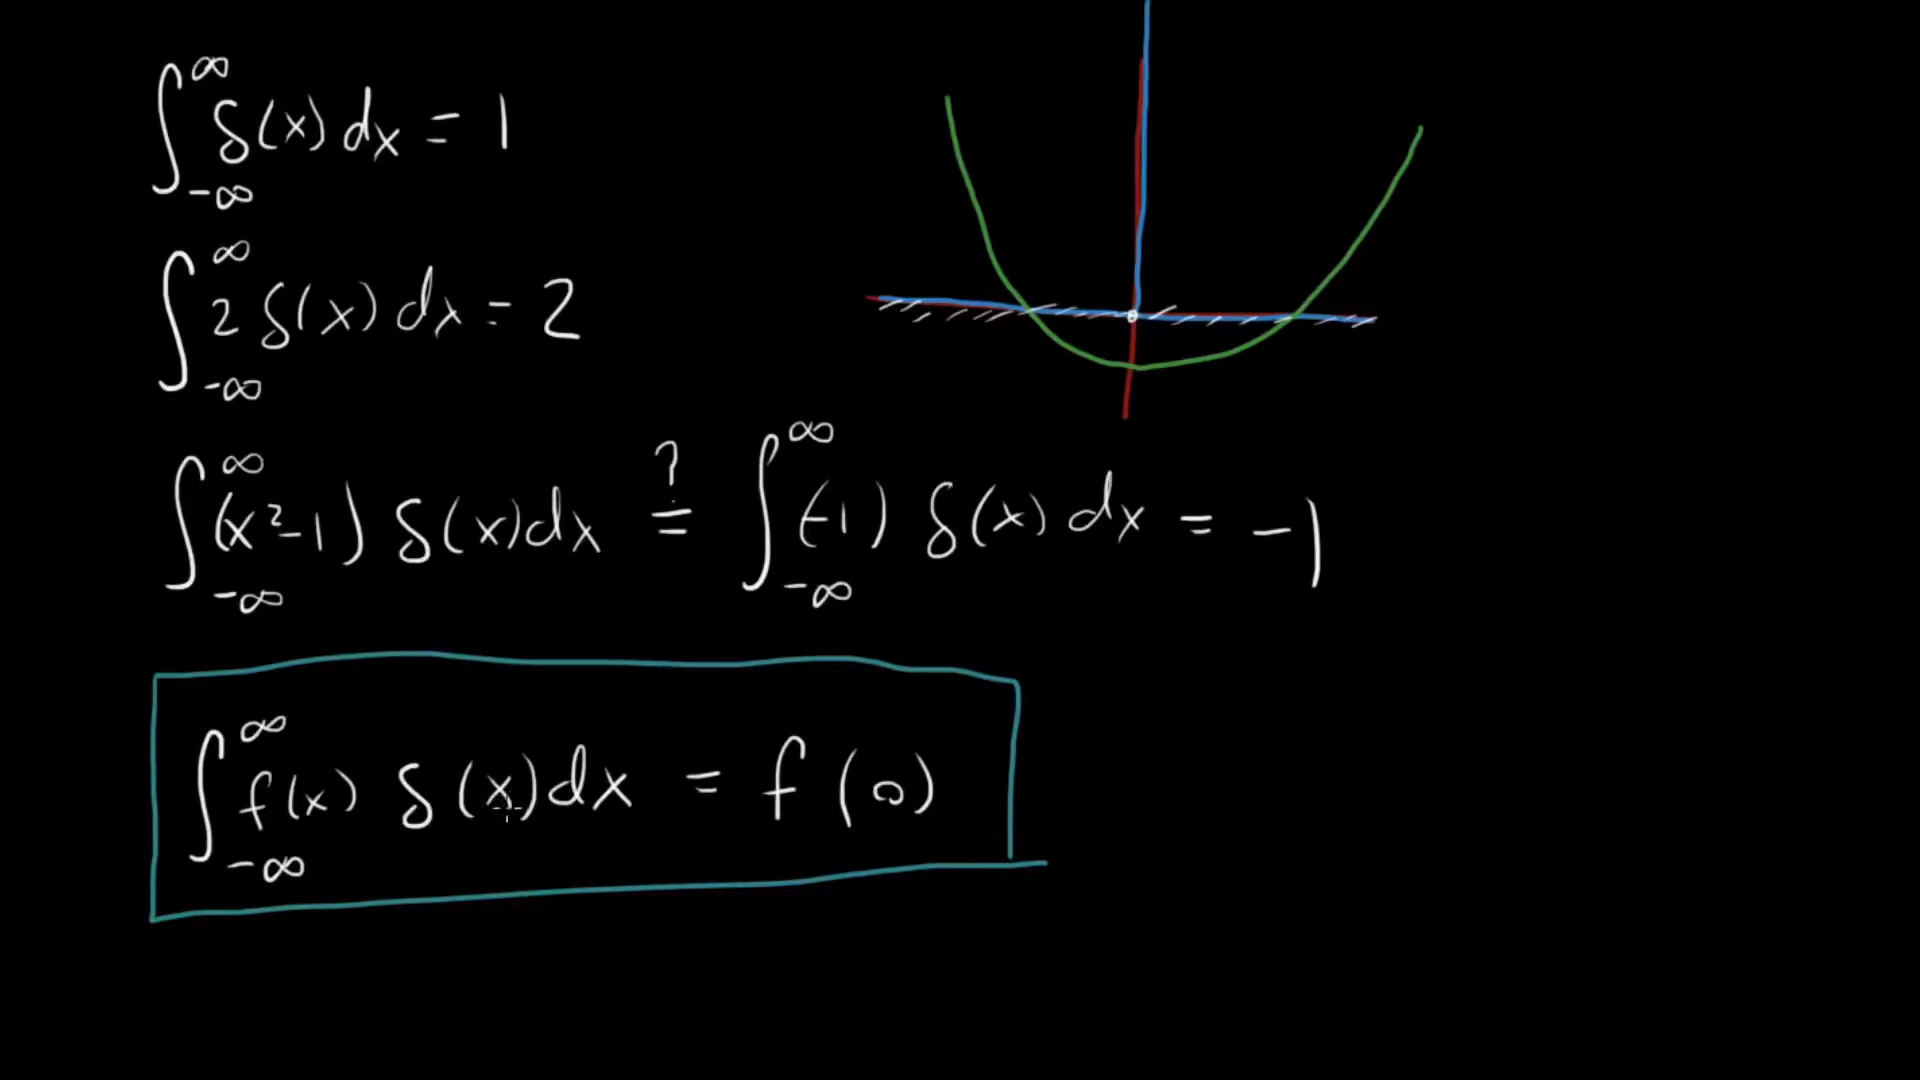 ∫_{-∞}^{∞} δ(x) dx = 1
∫_{-∞}^{∞} 2 δ(x) dx = 2
∫_{-∞}^{∞} (x²-1) δ(x) dx ≟ ∫_{-∞}^{∞} (-1) δ(x) dx = -1
∫_{-∞}^{∞} f(x) δ(x) dx = f(0)